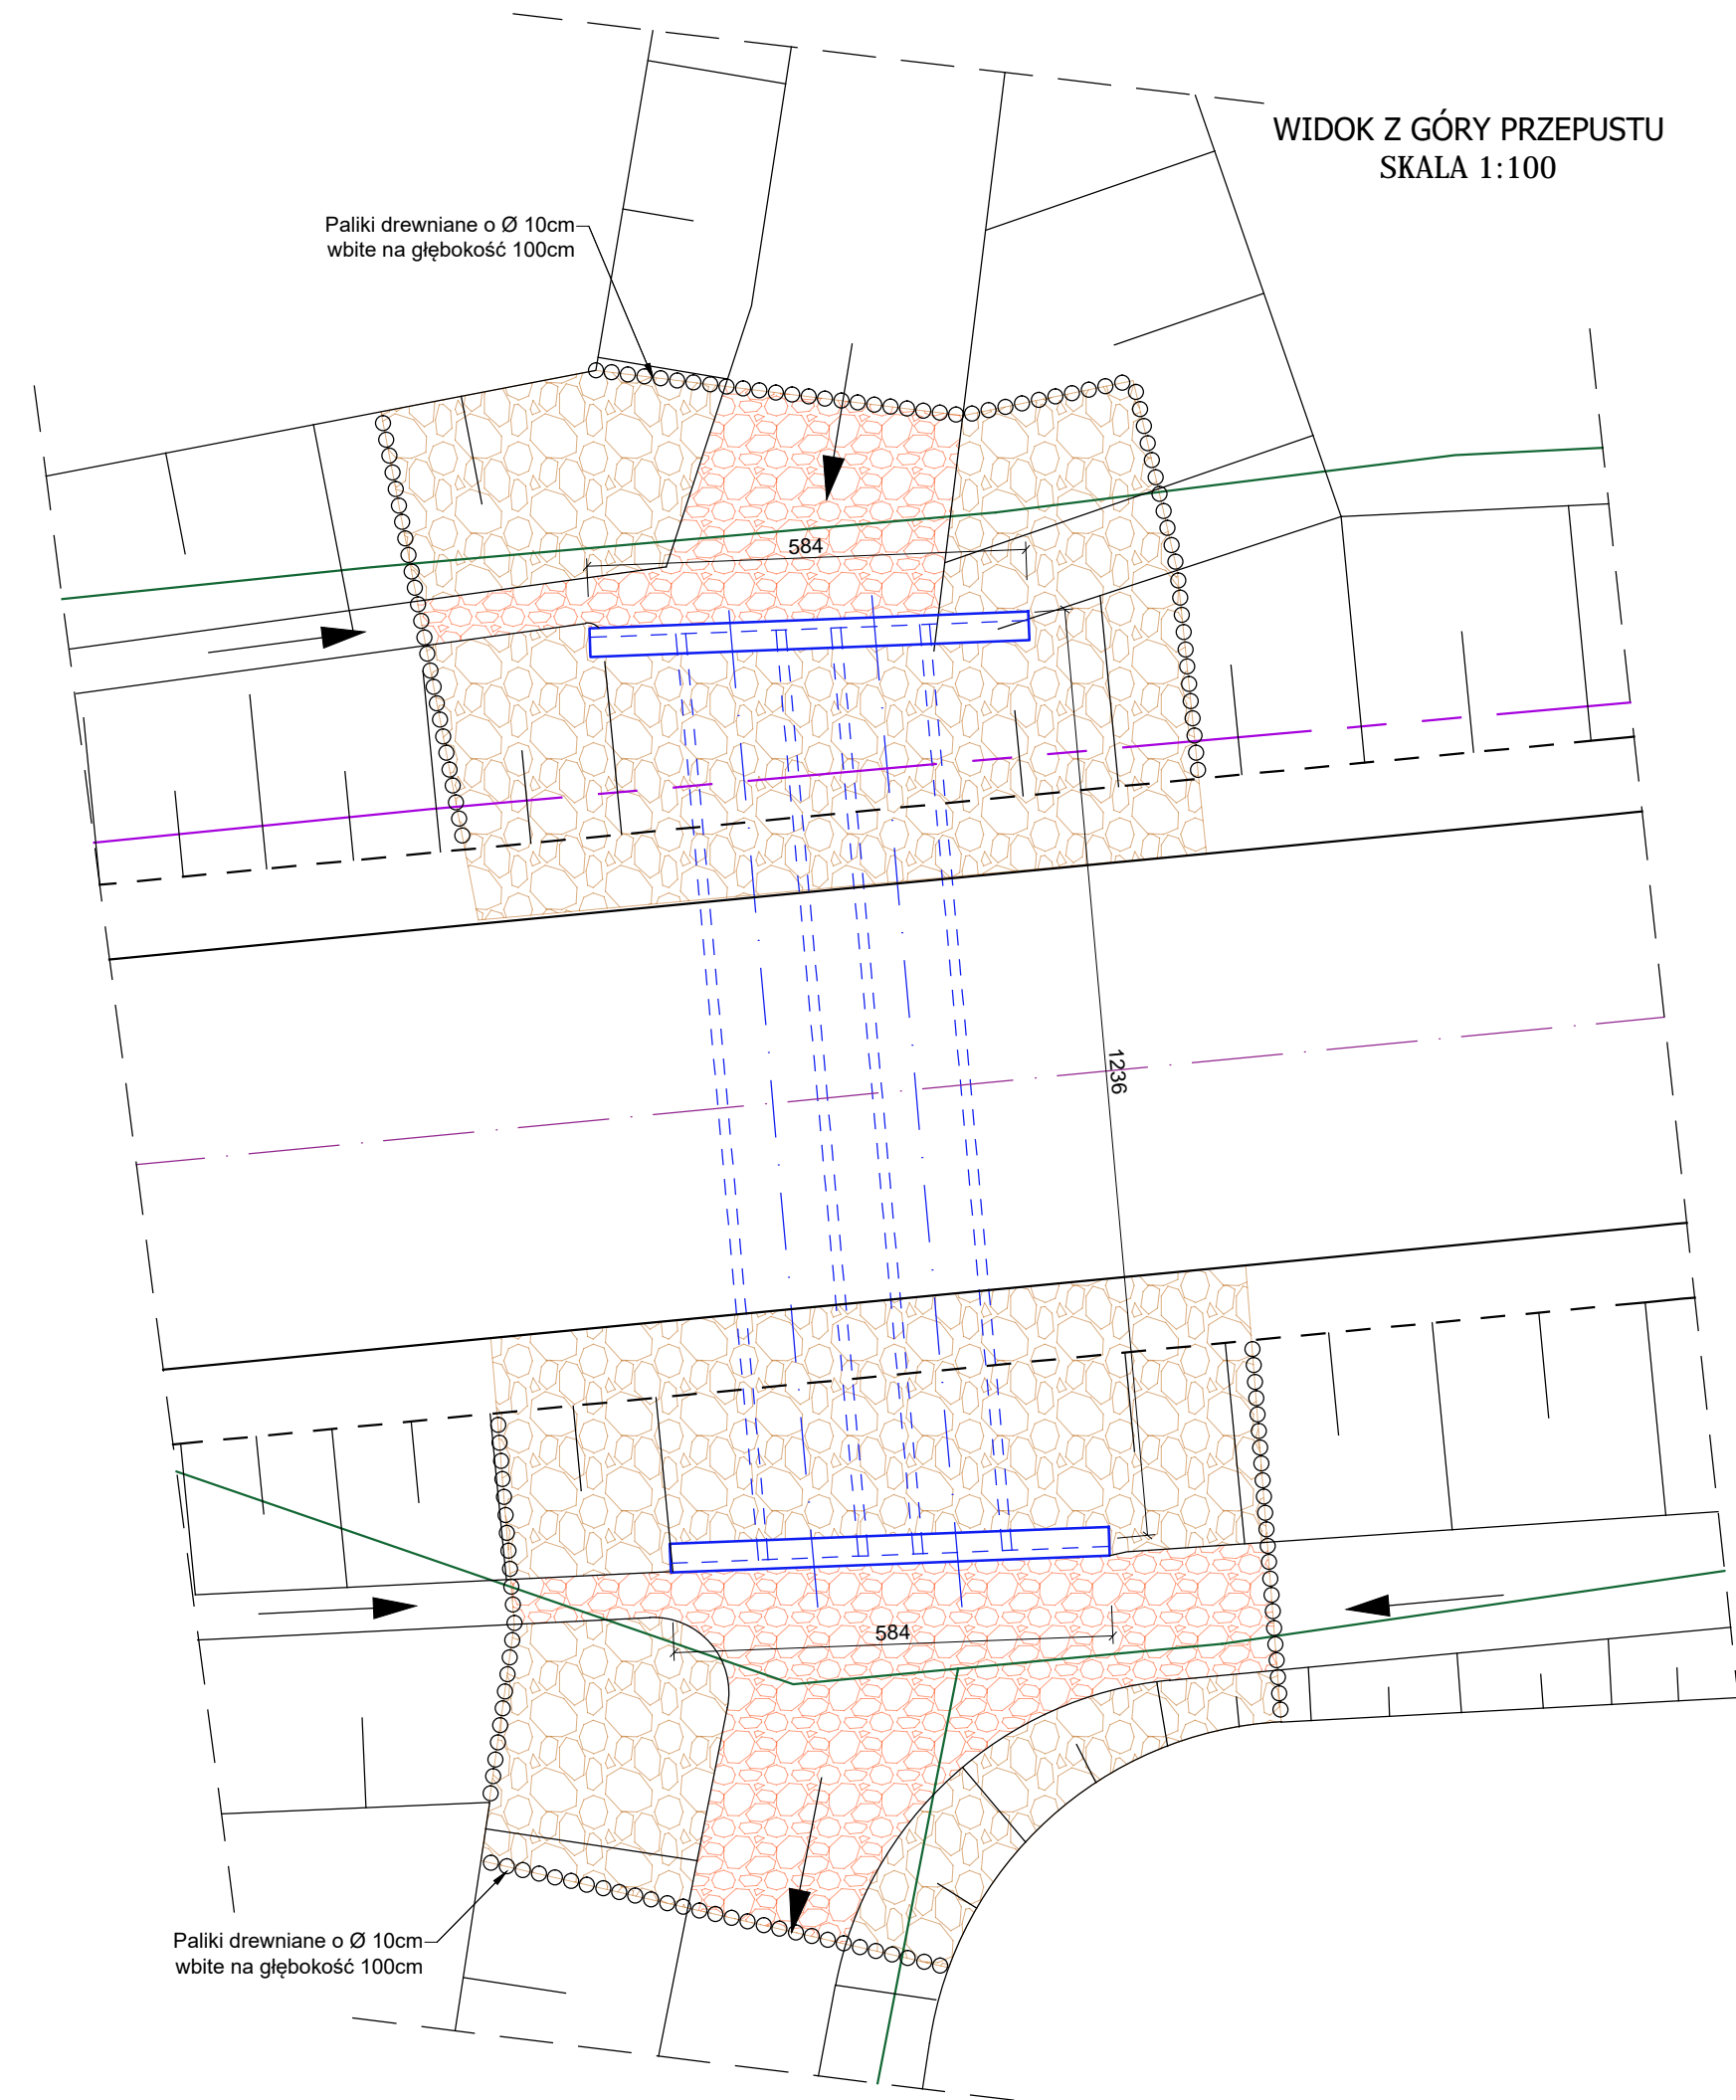 WIDOK Z GÓRY PRZEPUSTU
SKALA 1:100
Paliki drewniane o Ø 10cm
wbite na głębokość 100cm
584
1236
584
Paliki drewniane o Ø 10cm
wbite na głębokość 100cm